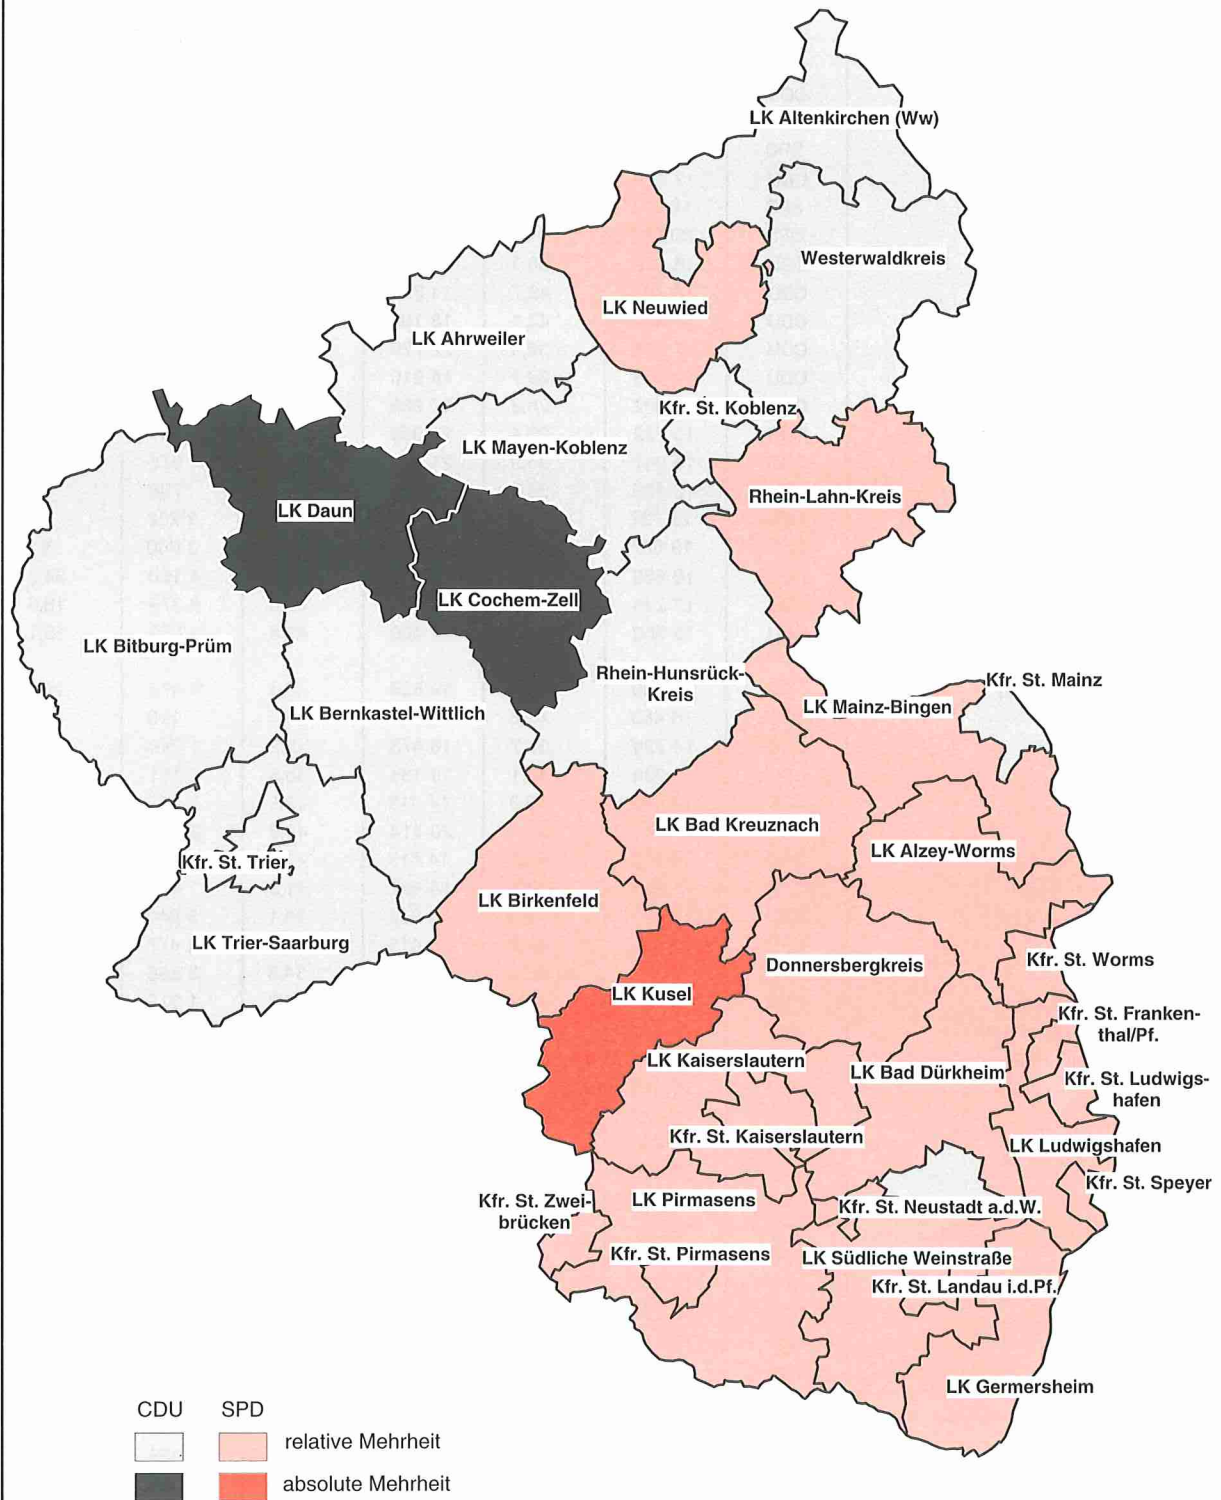 LK Altenkirchen (Ww)
Westerwaldkreis
LK Neuwied
LK Ahrweiler
Kfr. St. Koblenz
LK Mayen-Koblenz
Rhein-Lahn-Kreis
LK Daun
LK Cochem-Zell
LK Bitburg-Prüm
Rhein-Hunsrück-
Kreis
Kfr. St. Mainz
LK Mainz-Bingen
LK Bernkastel-Wittlich
LK Bad Kreuznach
LK Alzey-Worms
Kfr. St. Trier
LK Birkenfeld
LK Trier-Saarburg
Donnersbergkreis
Kfr. St. Worms
LK Kusel
Kfr. St. Franken-
thal/Pf.
LK Kaiserslautern
LK Bad Dürkheim
Kfr. St. Ludwigs-
hafen
Kfr. St. Kaiserslautern
LK Ludwigshafen
Kfr. St. Speyer
Kfr. St. Zwei-
brücken
LK Pirmasens
Kfr. St. Neustadt a.d.W.
Kfr. St. Pirmasens
LK Südliche Weinstraße
Kfr. St. Landau i.d.Pf.
LK Germersheim
CDU SPD
relative Mehrheit
absolute Mehrheit